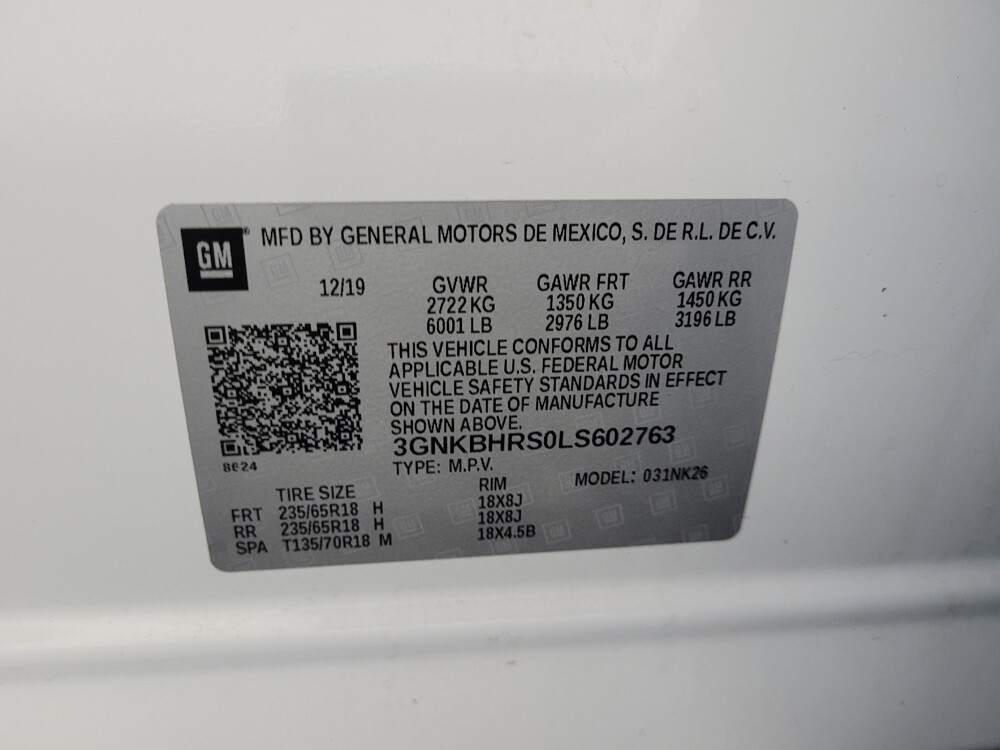 GM
MFD BY GENERAL MOTORS DE MEXICO, S. DE R.L. DE C.V.
12/19 GVWR GAWR FRT GAWR RR
2722 KG 1350 KG 1450 KG
6001 LB 2976 LB 3196 LB
THIS VEHICLE CONFORMS TO ALL
APPLICABLE U.S. FEDERAL MOTOR
VEHICLE SAFETY STANDARDS IN EFFECT
ON THE DATE OF MANUFACTURE
SHOWN ABOVE.
3GNKBHRS0LS602763
8624
TYPE: M.P.V. MODEL: 031NK26
TIRE SIZE RIM
FRT 235/65R18 H 18X8J
RR 235/65R18 H 18X8J
SPA T135/70R18 M 18X4.5B